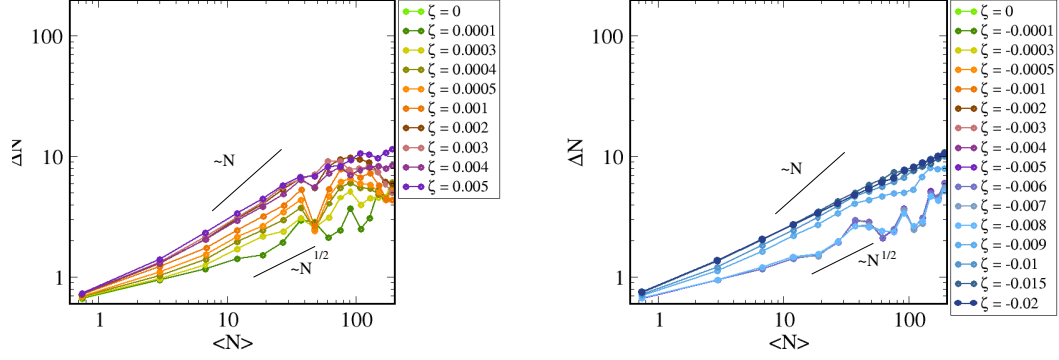 ΔN
100
10
1
1
10
100
<N>
~N
~N^1/2
ζ = 0
ζ = 0.0001
ζ = 0.0003
ζ = 0.0004
ζ = 0.0005
ζ = 0.001
ζ = 0.002
ζ = 0.003
ζ = 0.004
ζ = 0.005
ΔN
100
10
1
1
10
100
<N>
~N
~N^1/2
ζ = 0
ζ = -0.0001
ζ = -0.0003
ζ = -0.0005
ζ = -0.001
ζ = -0.002
ζ = -0.003
ζ = -0.004
ζ = -0.005
ζ = -0.006
ζ = -0.007
ζ = -0.008
ζ = -0.009
ζ = -0.01
ζ = -0.015
ζ = -0.02